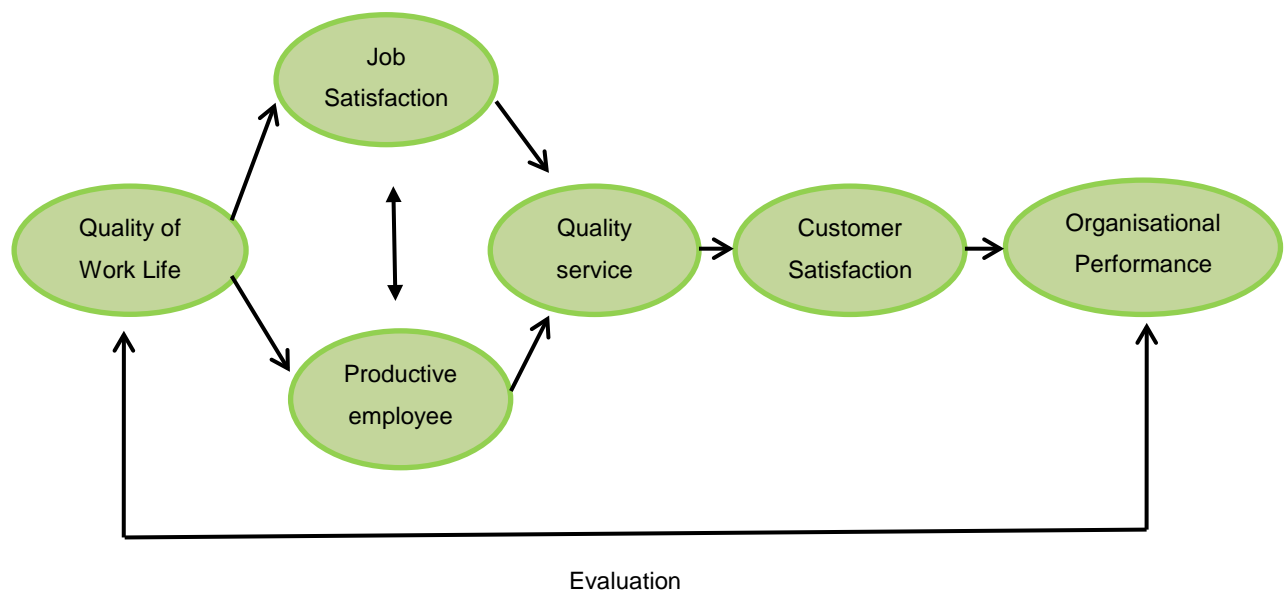 Job
Satisfaction
Quality of
Work Life
Quality
service
Customer
Satisfaction
Organisational
Performance
Productive
employee
Evaluation